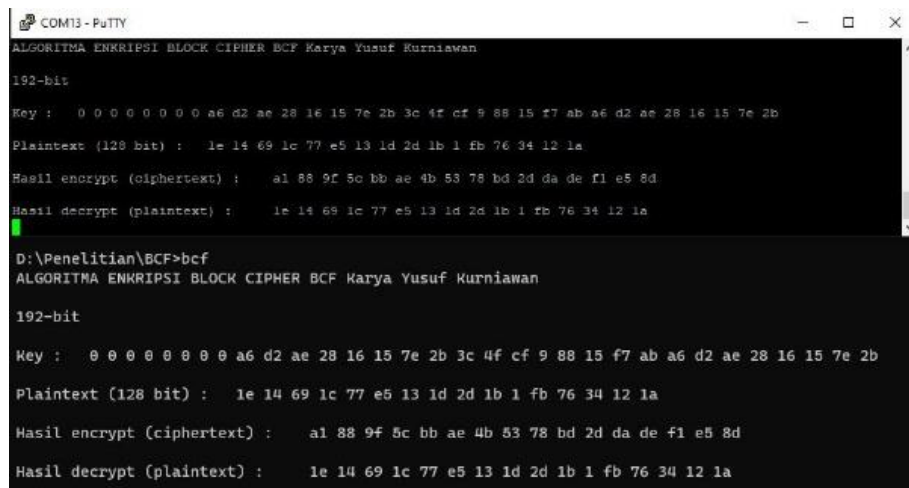 COM13 - PuTTY
ALGORITMA ENKRIPSI BLOCK CIPHER BCF Karya Yusuf Kurniawan
192-bit
Key : 0 0 0 0 0 0 0 0 a6 d2 ae 28 16 15 7e 2b 3c 4f cf 9 88 15 f7 ab a6 d2 ae 28 16 15 7e 2b
Plaintext (128 bit) : 1e 14 69 1c 77 e5 13 1d 2d 1b 1 fb 76 34 12 1a
Hasil encrypt (ciphertext) : a1 88 9f 5c bb ae 4b 53 78 bd 2d da de f1 e5 8d
Hasil decrypt (plaintext) : 1e 14 69 1c 77 e5 13 1d 2d 1b 1 fb 76 34 12 1a
D:\Penelitian\BCF>bcf
ALGORITMA ENKRIPSI BLOCK CIPHER BCF Karya Yusuf Kurniawan
192-bit
Key : 0 0 0 0 0 0 0 0 a6 d2 ae 28 16 15 7e 2b 3c 4f cf 9 88 15 f7 ab a6 d2 ae 28 16 15 7e 2b
Plaintext (128 bit) : 1e 14 69 1c 77 e5 13 1d 2d 1b 1 fb 76 34 12 1a
Hasil encrypt (ciphertext) : a1 88 9f 5c bb ae 4b 53 78 bd 2d da de f1 e5 8d
Hasil decrypt (plaintext) : 1e 14 69 1c 77 e5 13 1d 2d 1b 1 fb 76 34 12 1a